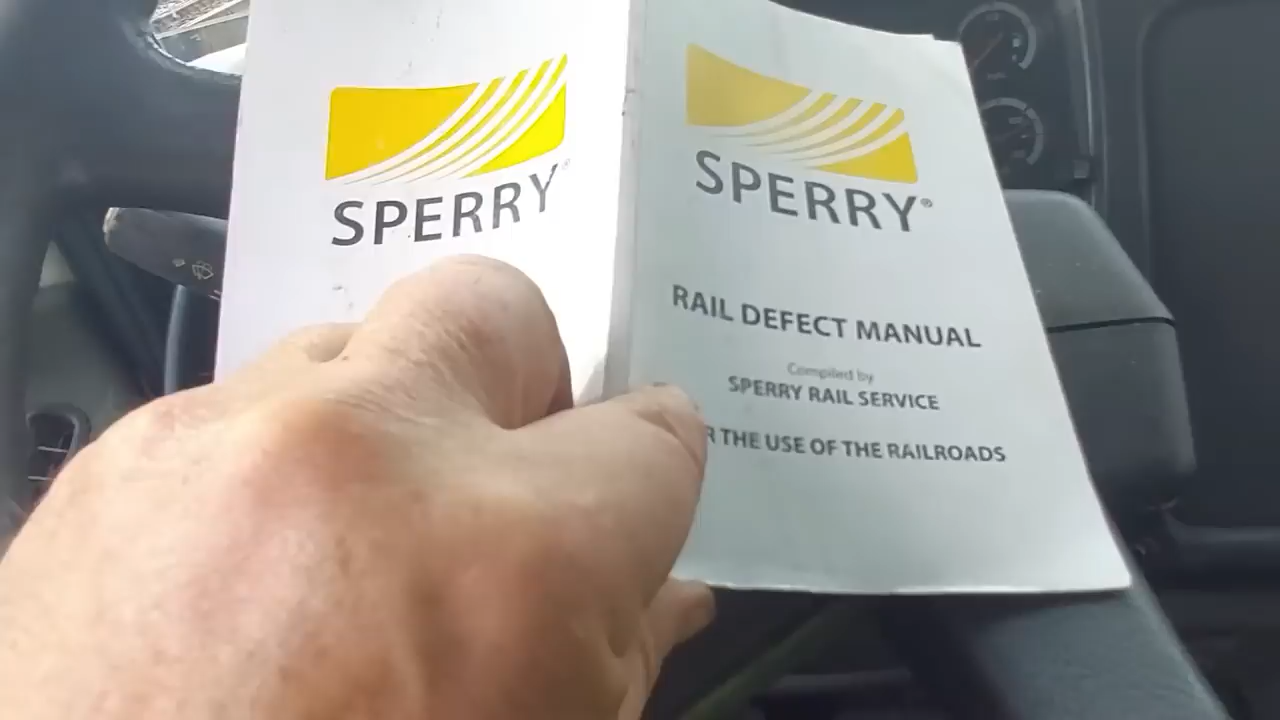 SPERRY®
SPERRY®
RAIL DEFECT MANUAL
Compiled by
SPERRY RAIL SERVICE
R THE USE OF THE RAILROADS